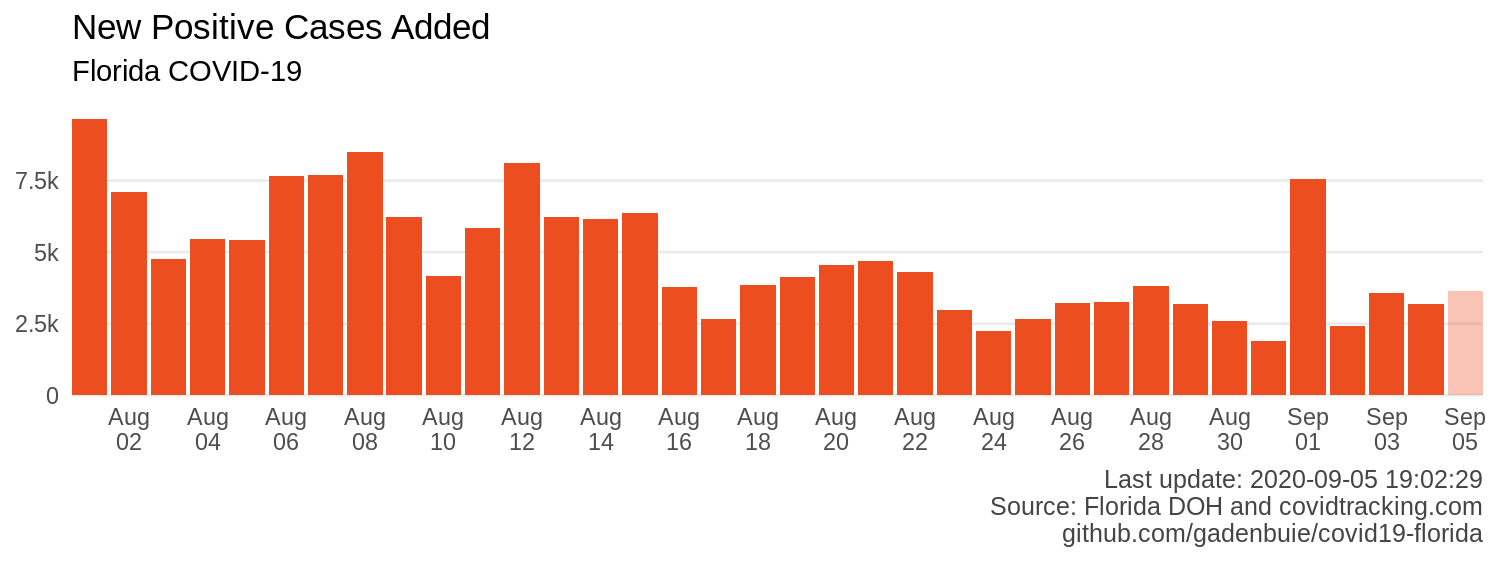 New Positive Cases Added
Florida COVID-19
7.5k
5k
2.5k
0
Aug Aug Aug Aug Aug Aug Aug Aug Aug Aug Aug Aug Aug Aug Aug Sep Sep Sep
02 04 06 08 10 12 14 16 18 20 22 24 26 28 30 01 03 05
Last update: 2020-09-05 19:02:29
Source: Florida DOH and covidtracking.com
github.com/gadenbuie/covid19-florida